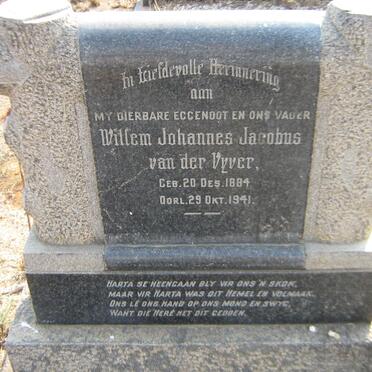 In Liefdevolle Herinnering
aan
MY DIERBARE EGGENOOT EN ONS VADER
Willem Johannes Jacobus
van der Vyver,
GEB. 20 DES. 1884
OORL. 29 OKT. 1941.
HARTA SE HEENGAAN BLY VIR ONS 'N SKOK,
MAAR VIR HARTA WAS DIT HEMEL EN VOLMAAK.
ONS LÊ ONS HAND OP ONS MOND EN SWYG,
WANT DIE HERE HET DIT GEDOEN.